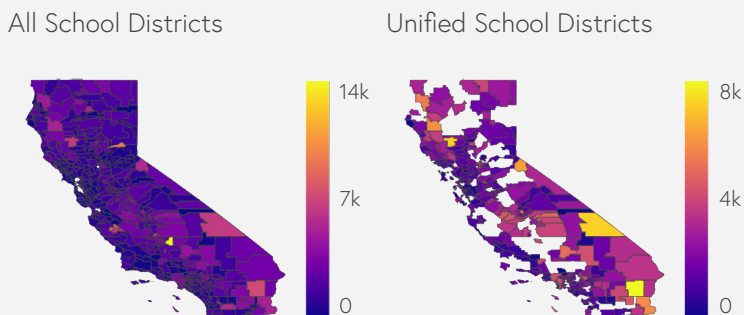 All School Districts
Unified School Districts
14k
7k
0
8k
4k
0